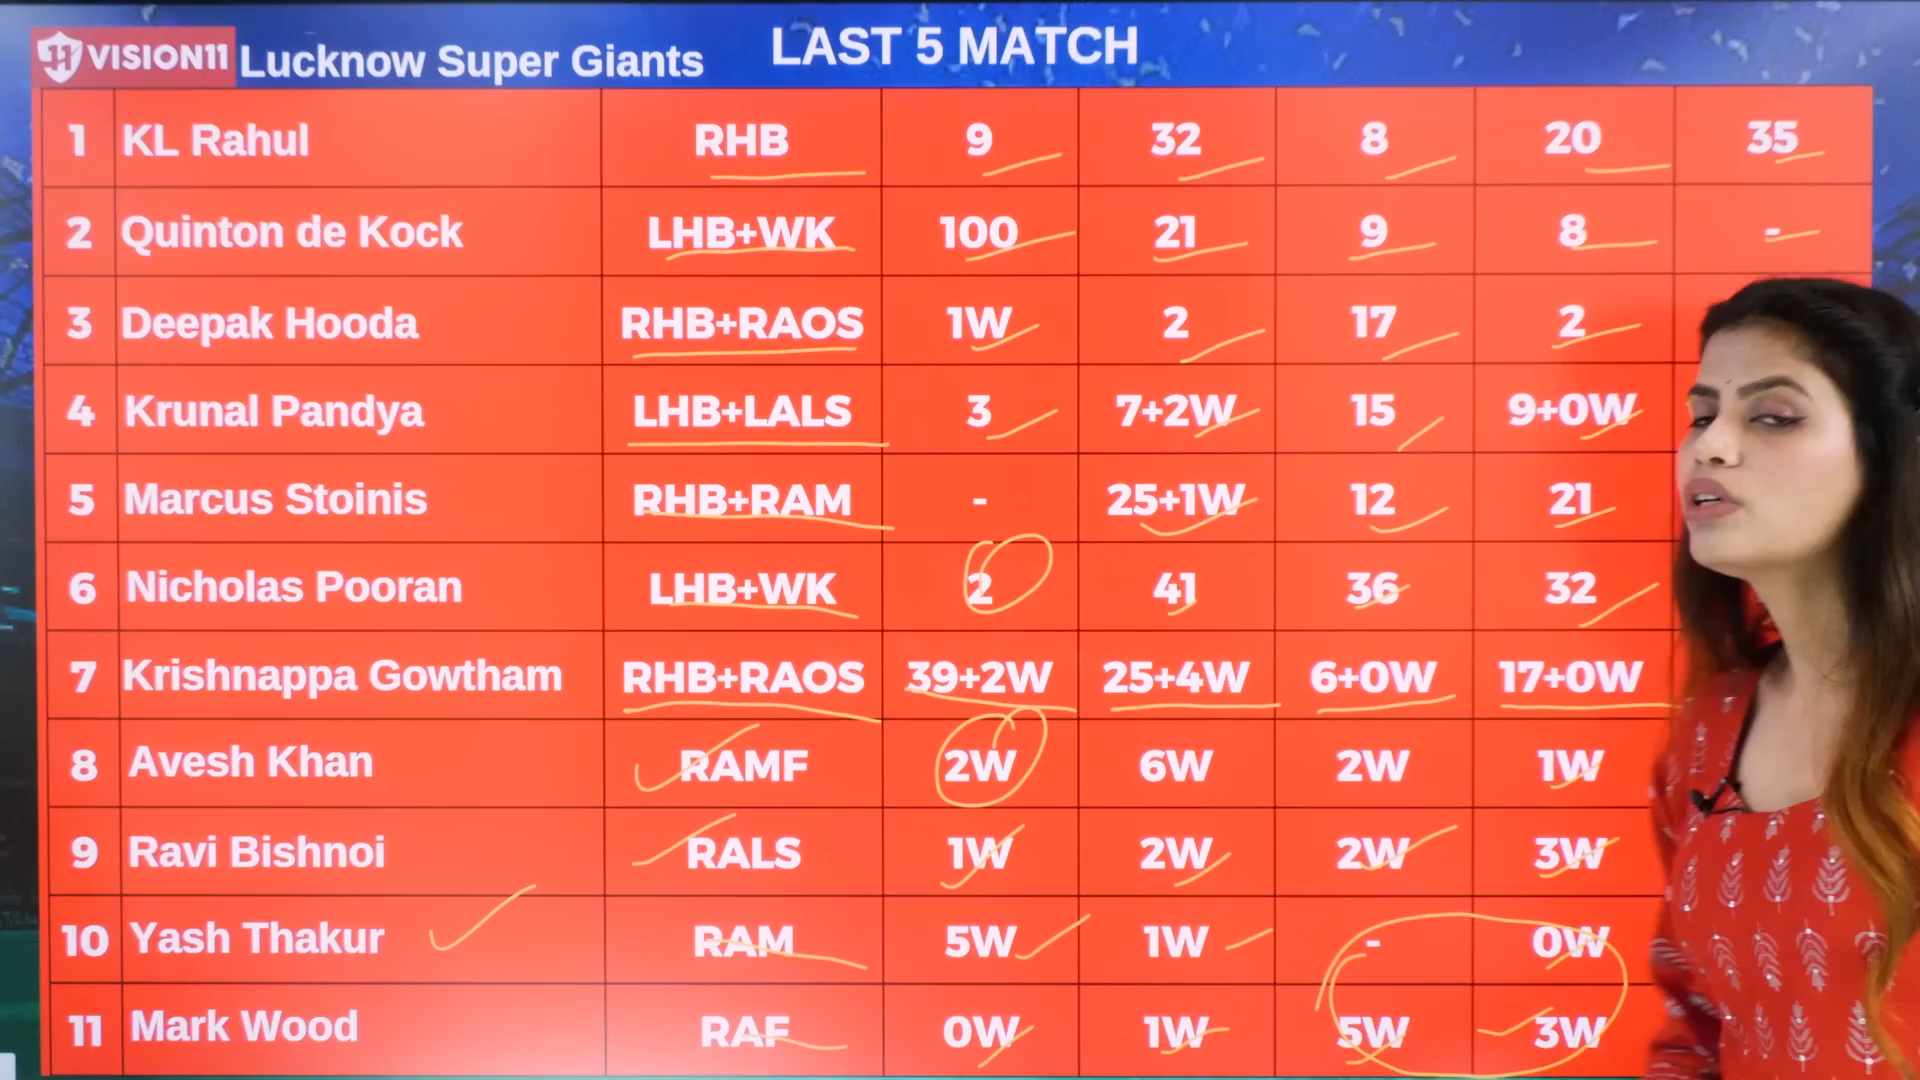 11 VISION11 Lucknow Super Giants LAST 5 MATCH
1 KL Rahul RHB 9 32 8 20 35
2 Quinton de Kock LHB+WK 100 21 9 8 -
3 Deepak Hooda RHB+RAOS 1W 2 17 2
4 Krunal Pandya LHB+LALS 3 7+2W 15 9+0W
5 Marcus Stoinis RHB+RAM - 25+1W 12 21
6 Nicholas Pooran LHB+WK 2 41 36 32
7 Krishnappa Gowtham RHB+RAOS 39+2W 25+4W 6+0W 17+0W
8 Avesh Khan RAMF 2W 6W 2W 1W
9 Ravi Bishnoi RALS 1W 2W 2W 3W
10 Yash Thakur RAM 5W 1W - 0W
11 Mark Wood RAF 0W 1W 5W 3W